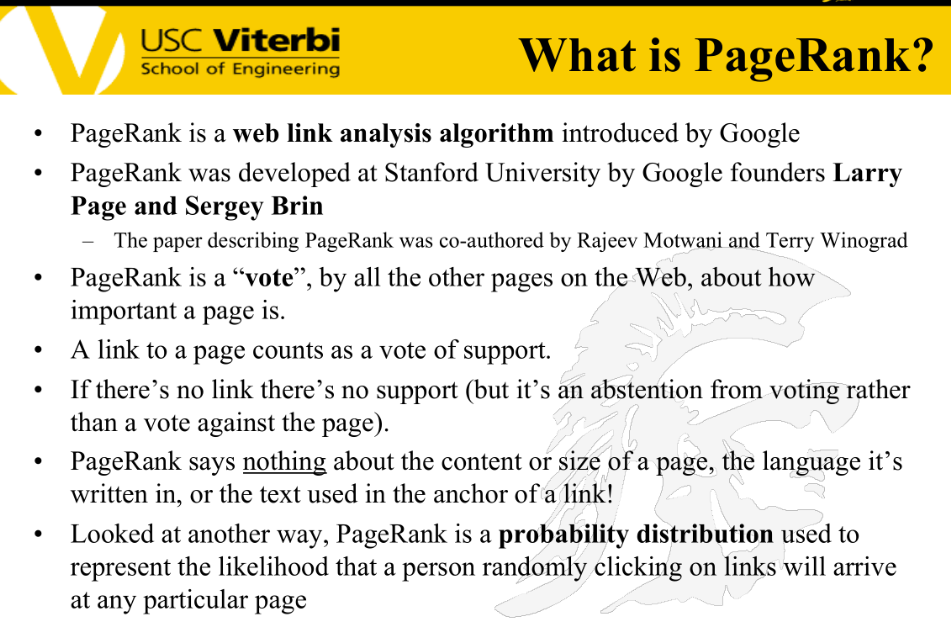 USC Viterbi
School of Engineering
What is PageRank?
• PageRank is a web link analysis algorithm introduced by Google
• PageRank was developed at Stanford University by Google founders Larry
Page and Sergey Brin
– The paper describing PageRank was co-authored by Rajeev Motwani and Terry Winograd
• PageRank is a “vote”, by all the other pages on the Web, about how
important a page is.
• A link to a page counts as a vote of support.
• If there’s no link there’s no support (but it’s an abstention from voting rather
than a vote against the page).
• PageRank says nothing about the content or size of a page, the language it’s
written in, or the text used in the anchor of a link!
• Looked at another way, PageRank is a probability distribution used to
represent the likelihood that a person randomly clicking on links will arrive
at any particular page